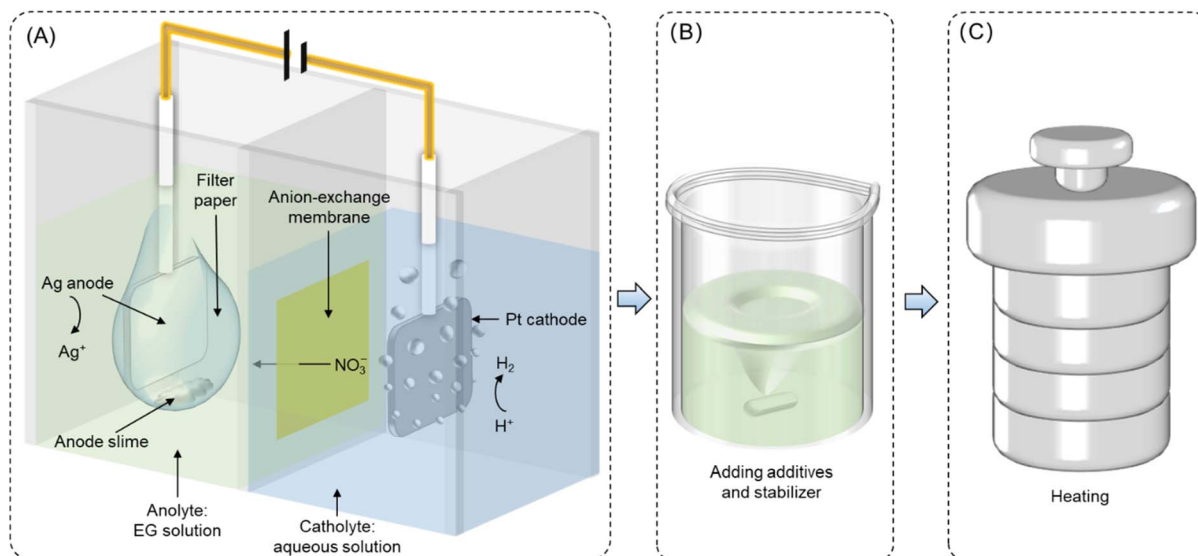 (A)
Filter
paper
Anion-exchange
membrane
Ag anode
Ag⁺
Pt cathode
NO₃⁻
H₂
H⁺
Anode slime
Anolyte:
EG solution
Catholyte:
aqueous solution
(B)
Adding additives
and stabilizer
(C)
Heating